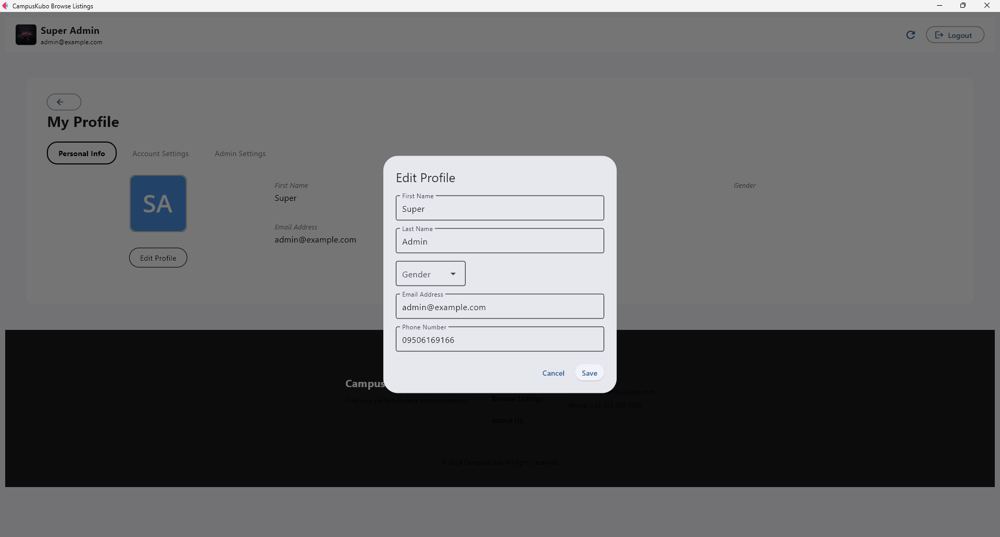 CampusKubo Browse Listings
Super Admin
admin@example.com
Logout
My Profile
Personal Info
Account Settings
Admin Settings
SA
Edit Profile
First Name
Super
Email Address
admin@example.com
Gender
Edit Profile
First Name
Super
Last Name
Admin
Gender
Email Address
admin@example.com
Phone Number
09506169166
Cancel
Save
Campus
Find your perfect student accommodation
Browse Listings
About Us
mpuskubo.com
Phone: +63 123 456 7890
© 2024 CampusKubo. All rights reserved.